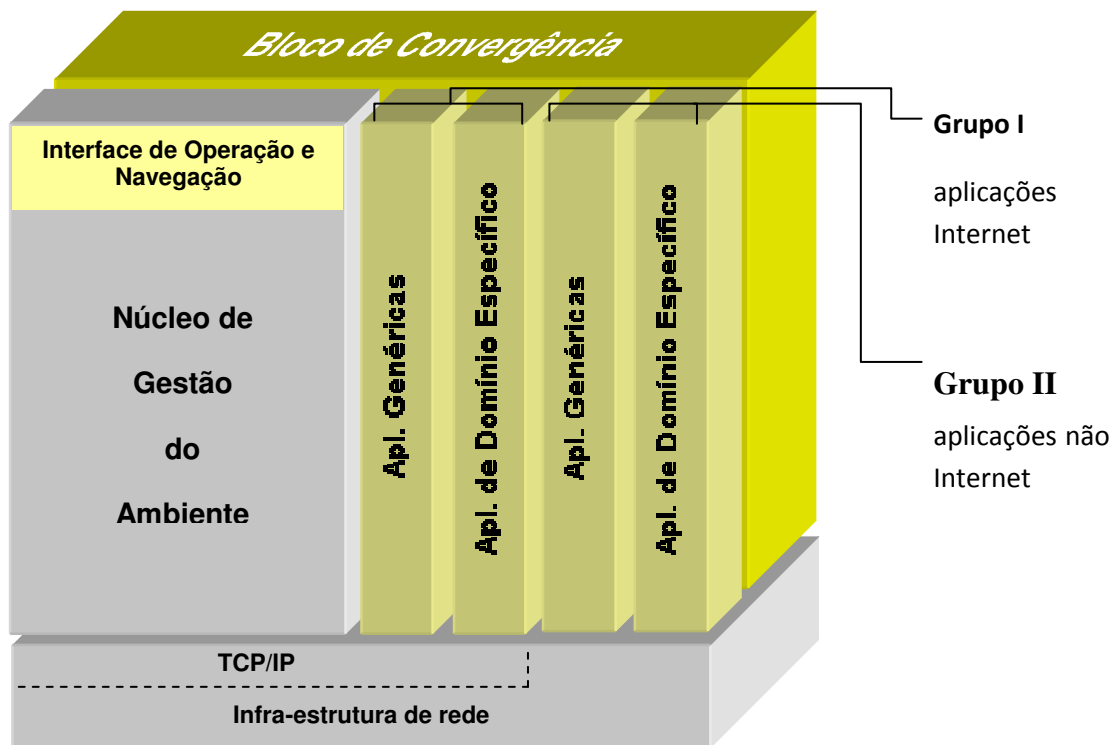 Bloco de Convergência
Interface de Operação e
Navegação
Núcleo de
Gestão
do
Ambiente
Apl. Genéricas
Apl. de Domínio Específico
Apl. Genéricas
Apl. de Domínio Específico
Grupo I
aplicações
Internet
Grupo II
aplicações não
Internet
TCP/IP
Infra-estrutura de rede